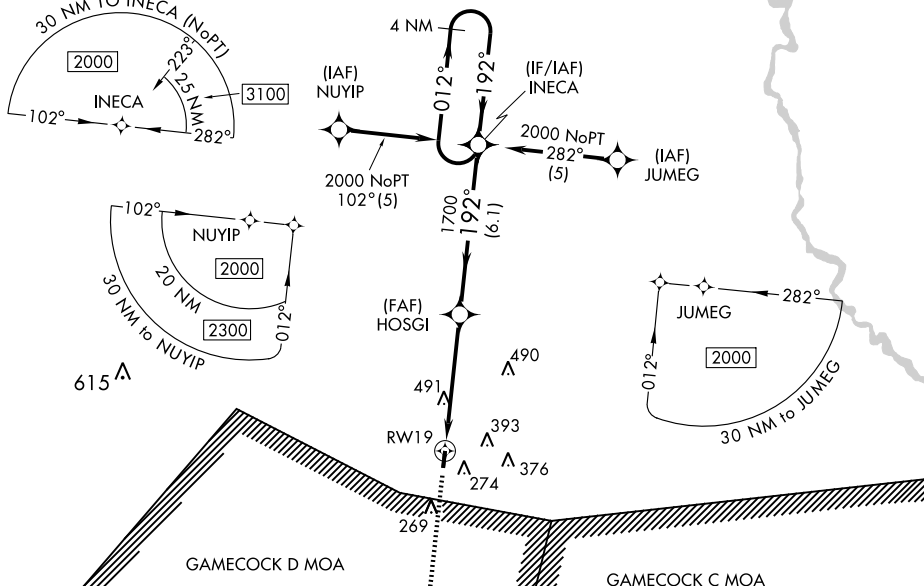 30 NM TO INECA (NoPT)
2000
223°
25 NM
3100
INECA
102°
282°
4 NM
012°
192°
(IAF)
NUYIP
(IF/IAF)
INECA
2000 NoPT
102°(5)
2000 NoPT
282°
(5)
(IAF)
JUMEG
1700
192°
(6.1)
102°
NUYIP
2000
20 NM
2300
012°
30 NM to NUYIP
(FAF)
HOSGI
282°
JUMEG
2000
012°
30 NM to JUMEG
615
491
490
RW19
393
376
274
269
GAMECOCK D MOA
GAMECOCK C MOA